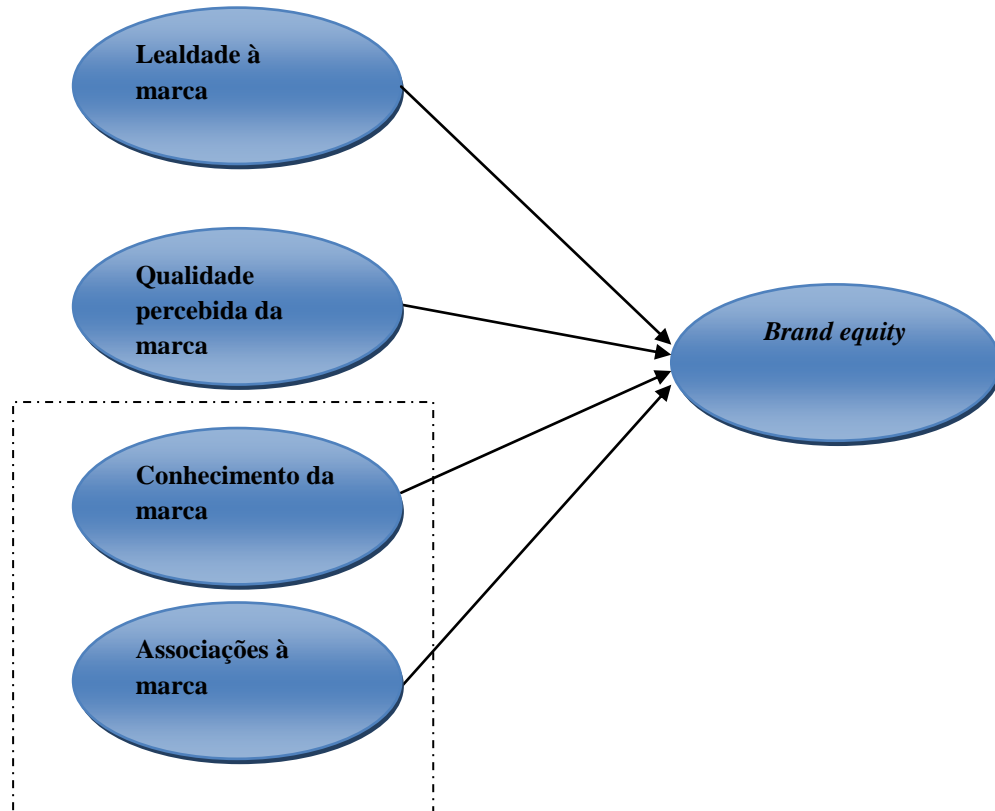 Lealdade à
marca
Qualidade
percebida da
marca
Brand equity
Conhecimento da
marca
Associações à
marca